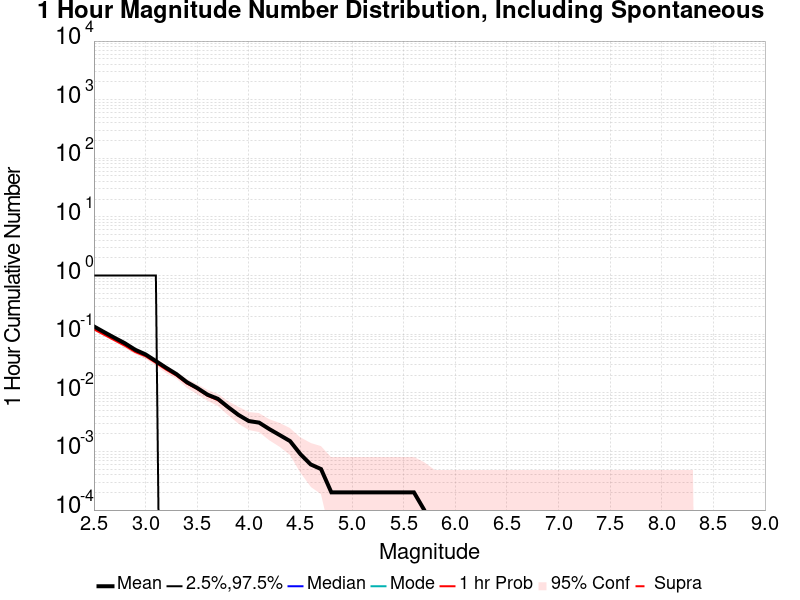 1 Hour Magnitude Number Distribution, Including Spontaneous
10^4
10^3
10^2
10^1
10^0
10^-1
10^-2
10^-3
10^-4
1 Hour Cumulative Number
2.5 3.0 3.5 4.0 4.5 5.0 5.5 6.0 6.5 7.0 7.5 8.0 8.5 9.0
Magnitude
Mean 2.5%,97.5% Median Mode 1 hr Prob 95% Conf Supra